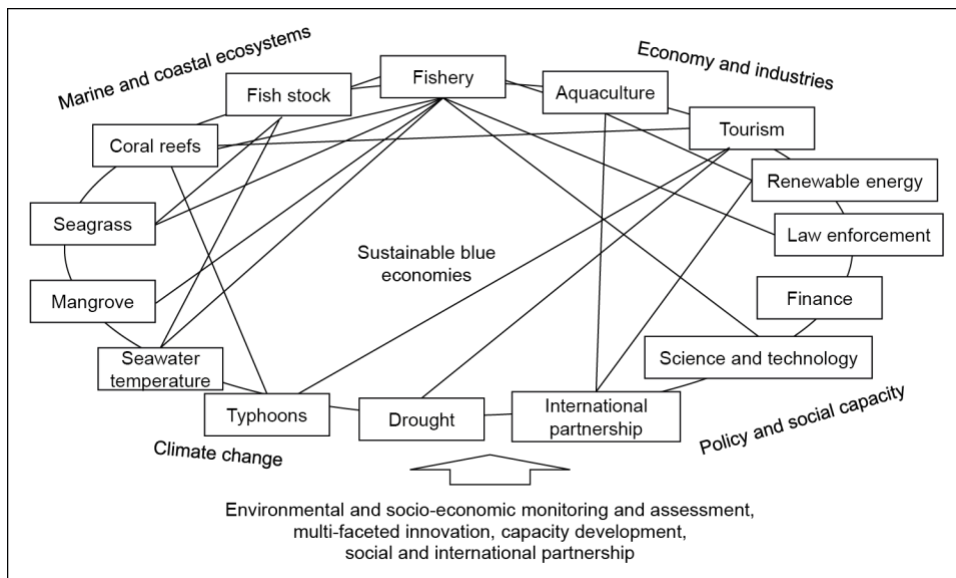 Marine and coastal ecosystems
Economy and industries
Fishery
Fish stock
Aquaculture
Coral reefs
Tourism
Renewable energy
Seagrass
Law enforcement
Sustainable blue
economies
Mangrove
Finance
Seawater
temperature
Science and technology
Typhoons
Drought
International
partnership
Policy and social capacity
Climate change
Environmental and socio-economic monitoring and assessment,
multi-faceted innovation, capacity development,
social and international partnership